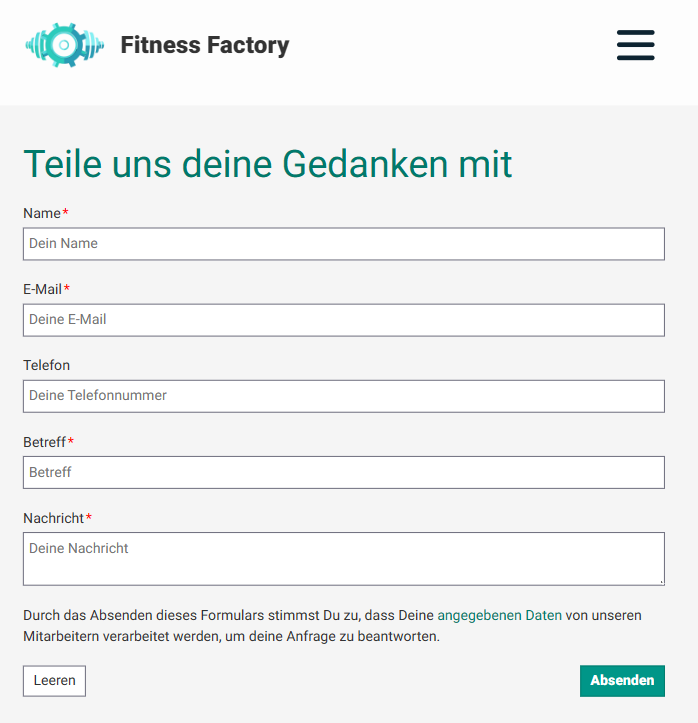 Fitness Factory
Teile uns deine Gedanken mit
Name*
Dein Name
E-Mail*
Deine E-Mail
Telefon
Deine Telefonnummer
Betreff*
Betreff
Nachricht*
Deine Nachricht
Durch das Absenden dieses Formulars stimmst Du zu, dass Deine angegebenen Daten von unseren
Mitarbeitern verarbeitet werden, um deine Anfrage zu beantworten.
Leeren
Absenden